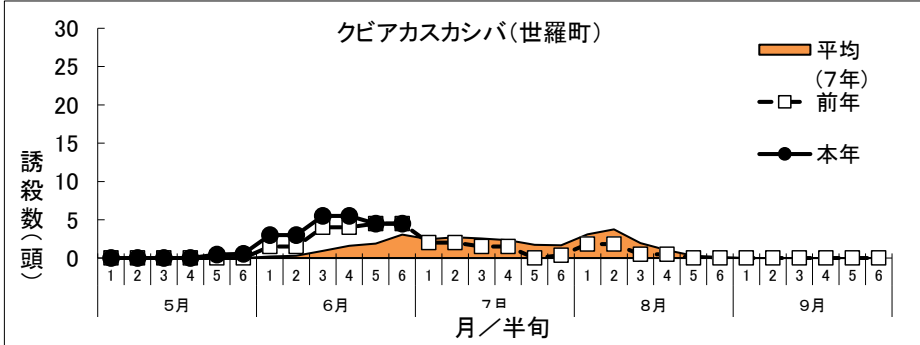 クビアカスカシバ（世羅町）
30
25
20
15
10
5
0
誘殺数（頭）
平均
（7年）
前年
本年
1 2 3 4 5 6 1 2 3 4 5 6 1 2 3 4 5 6 1 2 3 4 5 6 1 2 3 4 5 6
5月 6月 7日 8月 9月
月／半旬